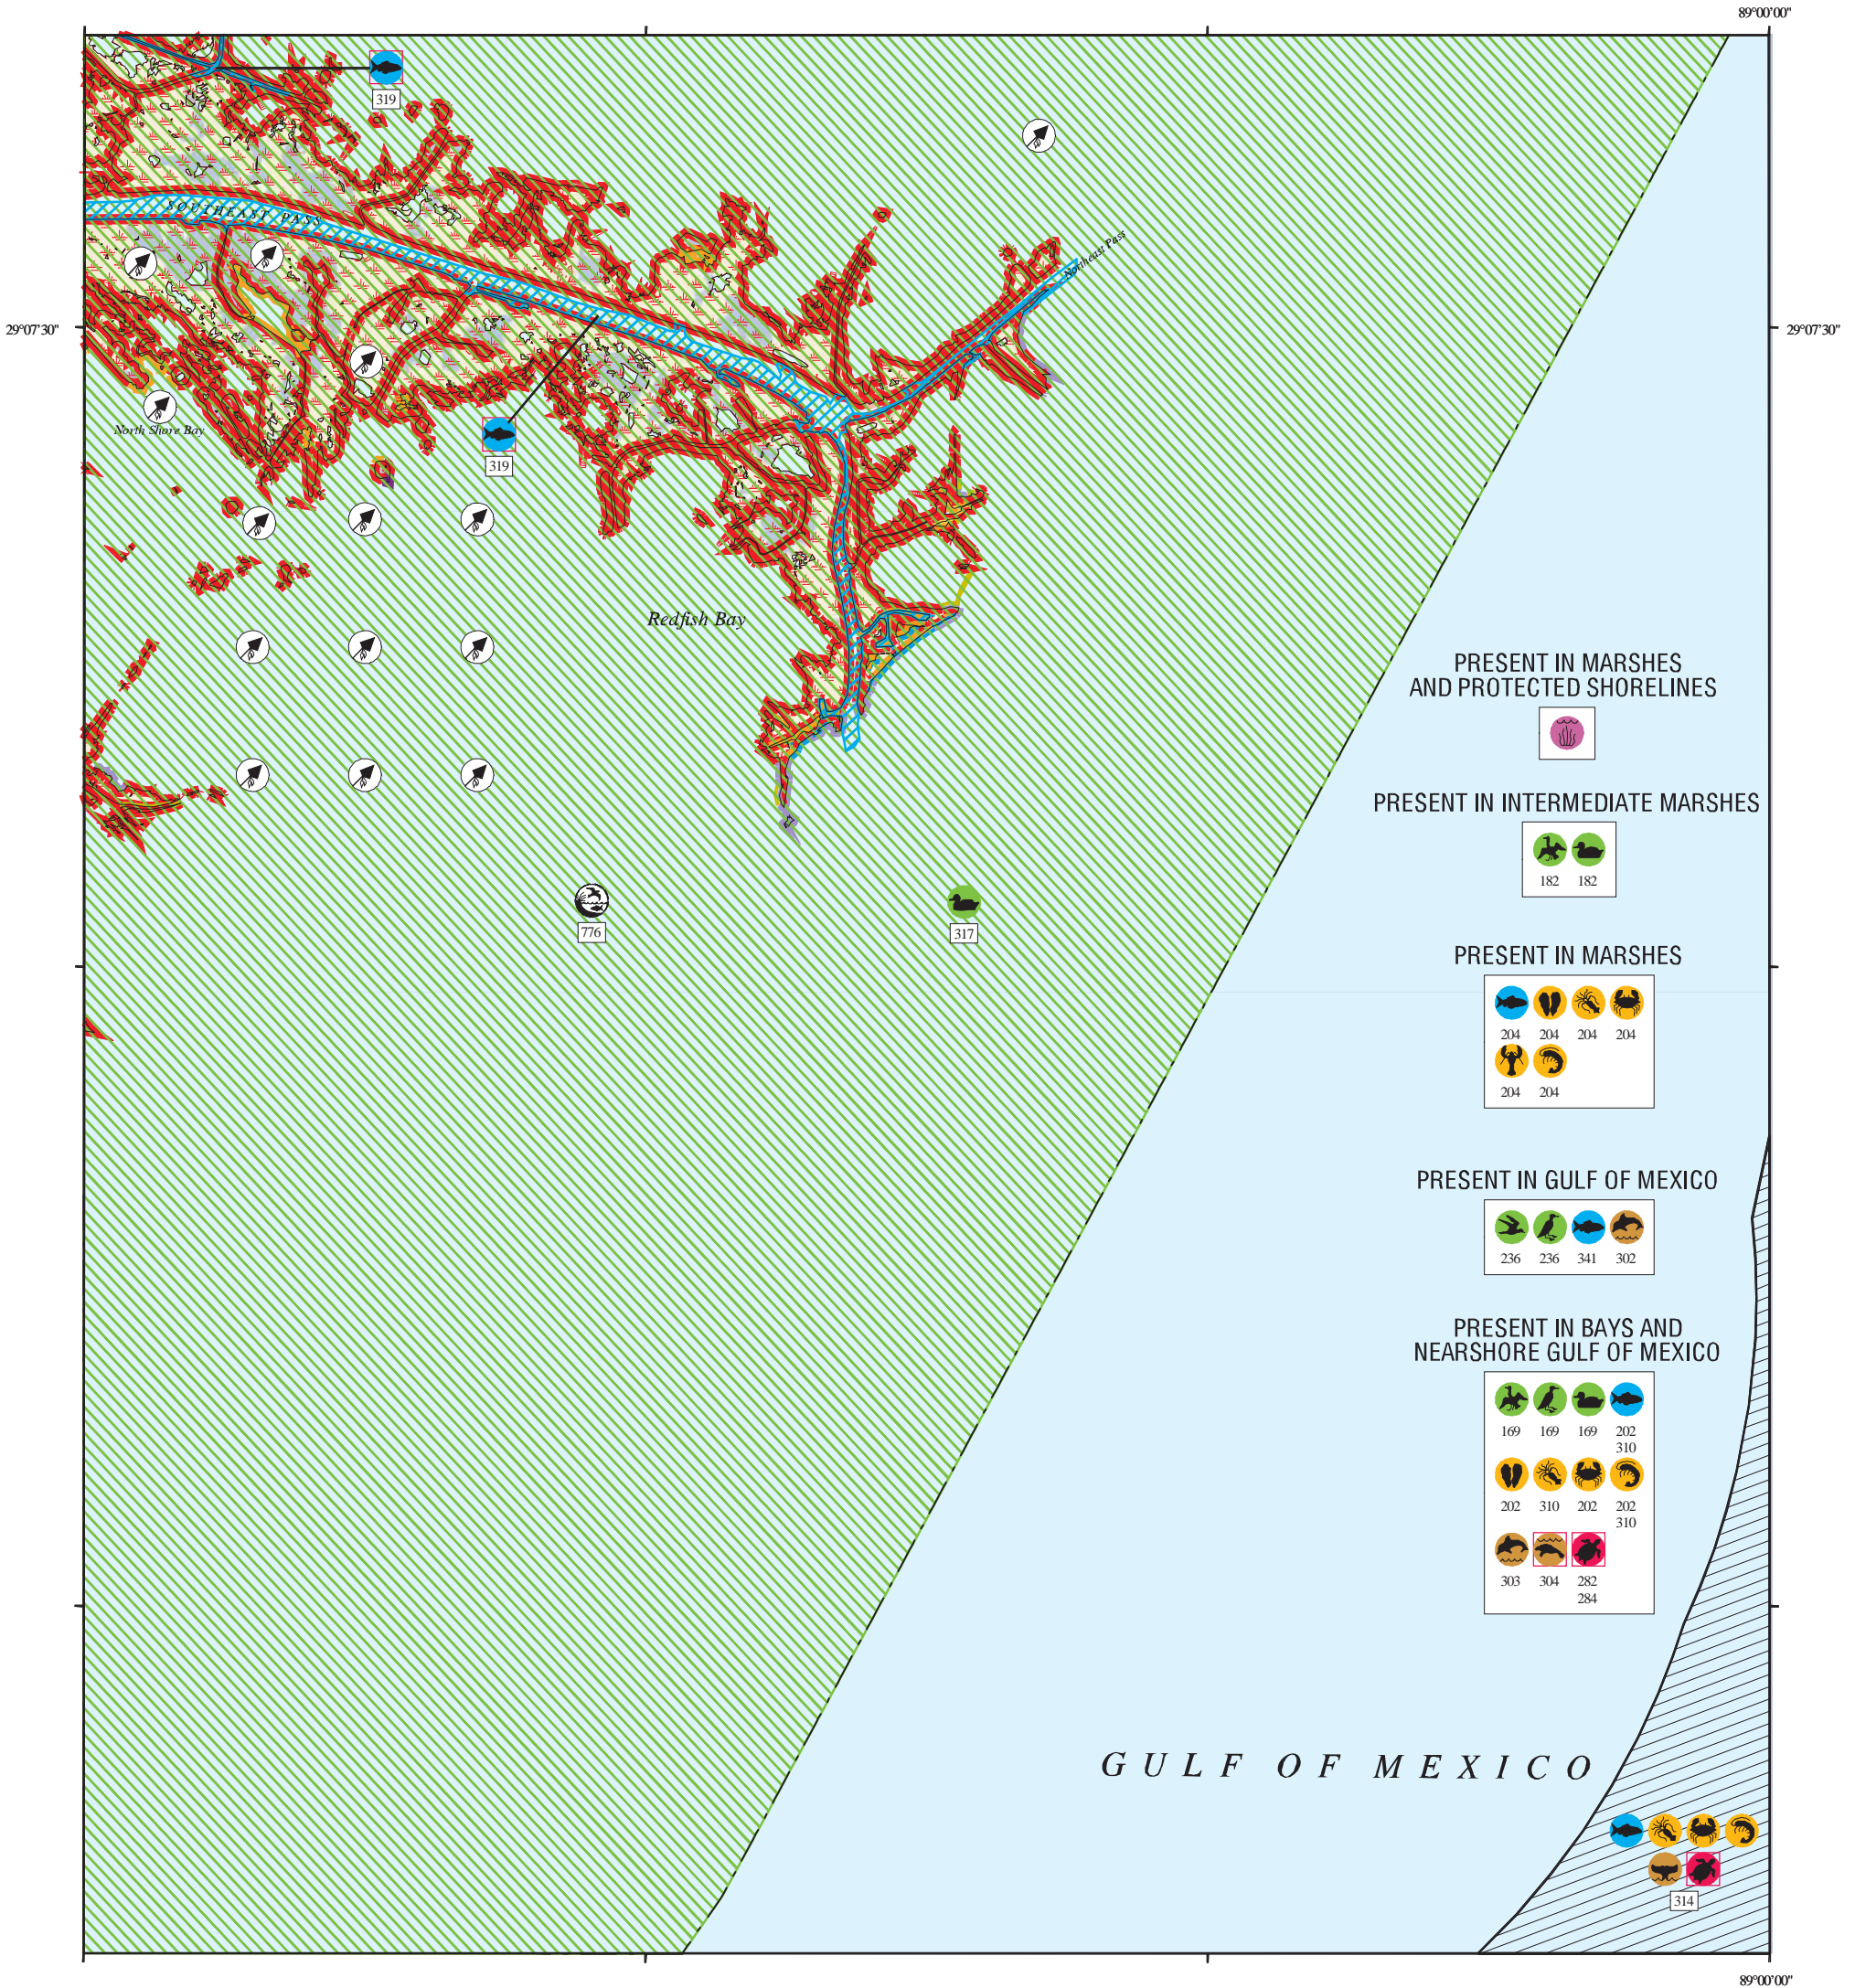 89°00'00"
319
SOUTHEAST PASS
Northeast Pass
29°07'30"
29°07'30"
North Shore Bay
319
Redfish Bay
PRESENT IN MARSHES
AND PROTECTED SHORELINES
PRESENT IN INTERMEDIATE MARSHES
182 182
776
317
PRESENT IN MARSHES
204 204 204 204
204 204
PRESENT IN GULF OF MEXICO
236 236 341 302
PRESENT IN BAYS AND
NEARSHORE GULF OF MEXICO
169 169 169 202
310
202 310 202 202
310
303 304 282
284
GULF OF MEXICO
314
89°00'00"